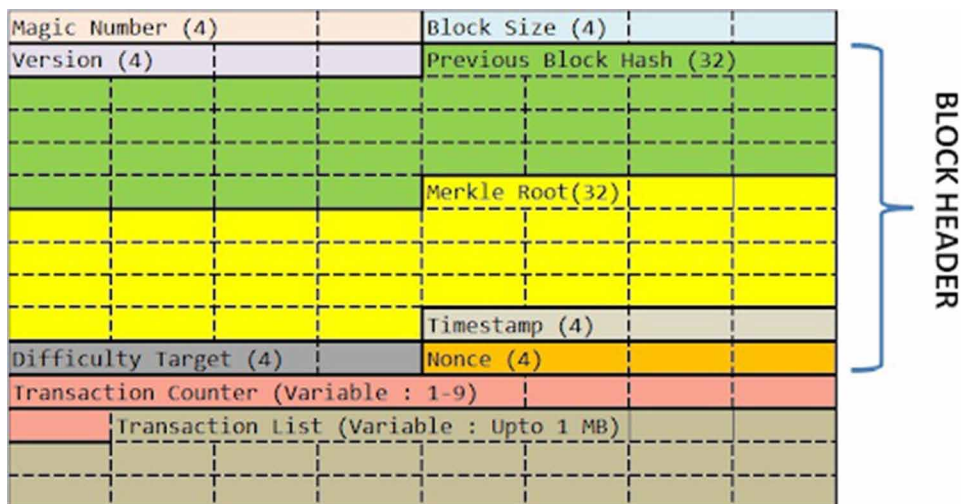 Magic Number (4)
Block Size (4)
Version (4)
Previous Block Hash (32)
Merkle Root(32)
Timestamp (4)
Difficulty Target (4)
Nonce (4)
Transaction Counter (Variable : 1-9)
Transaction List (Variable : Upto 1 MB)
BLOCK HEADER